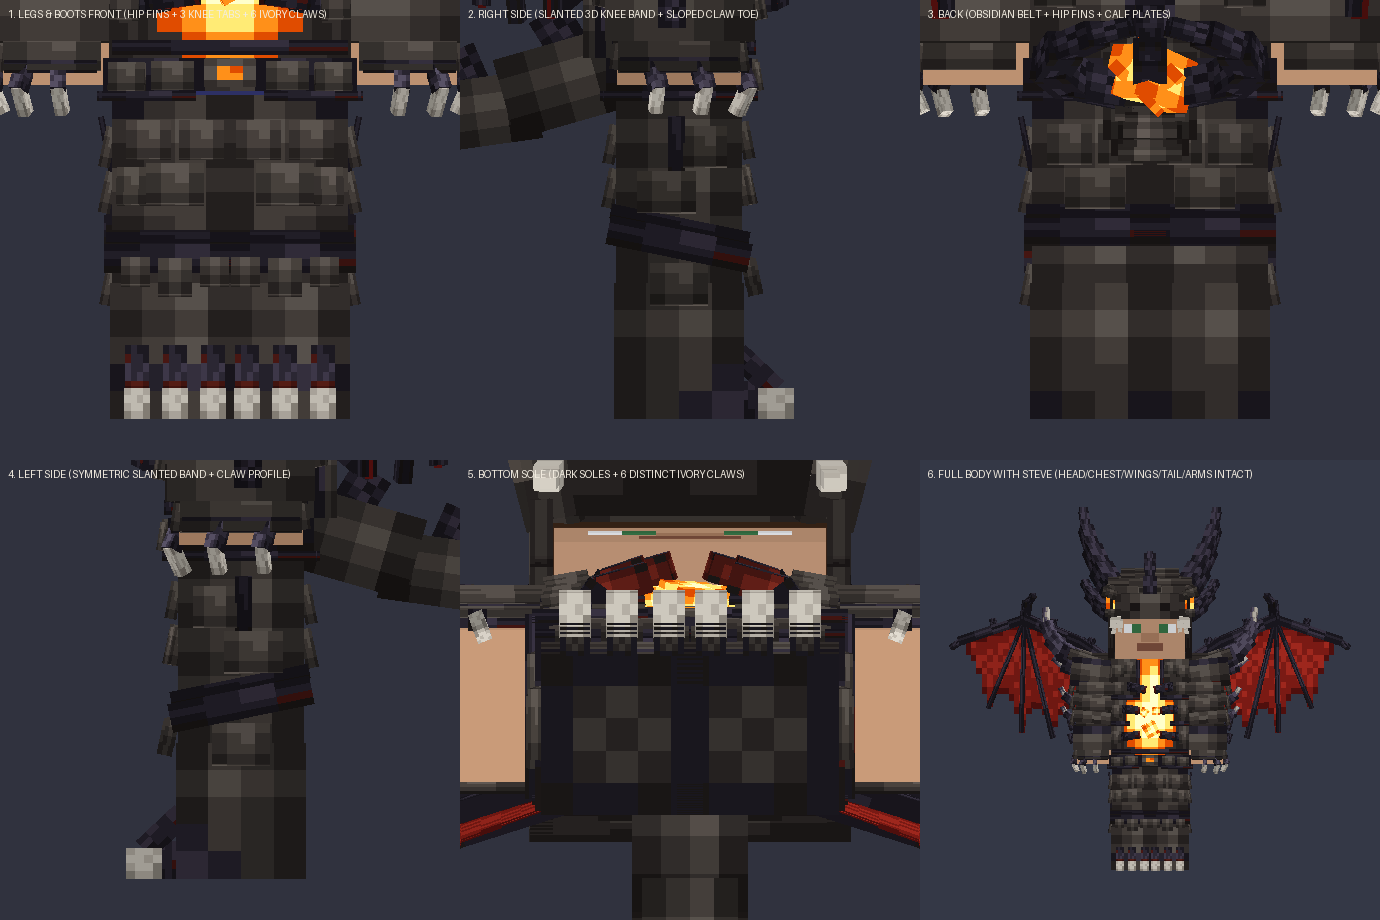 1. LEGS & BOOTS FRONT (HIP FINS + 3 KNEE + 6 IVORY CLAWS)
2. RIGHT SIDE (SLANTED 3D KNEE BAND + SLOPED CLAW TOE)
3. BACK (OBSIDIAN BELT + HIP FINS + CALF PLATES)
4. LEFT SIDE (SYMMETRIC SLANTED BAND + CLAW PROFILE)
5. BOTTOM SOLE (DARK SOLES + 6 DISTINCT IVORY CLAWS)
6. FULL BODY WITH STEVE (HEAD/CHEST/WINGS/TAIL/ARMS INTACT)